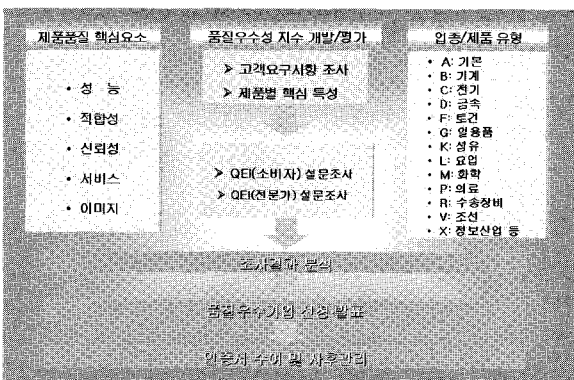 제품품질 핵심요소
• 성 능
• 적합성
• 신뢰성
• 서비스
• 이미지
품질우수성 지수 개발/평가
➢ 고객요구사항 조사
➢ 제품별 핵심 특성
➢ QEI(소비자) 설문조사
➢ QEI(전문가) 설문조사
조사결과 분석
품질우수기업 선정 발표
인증서 수여 및 사후관리
업종/제품 유형
• A: 기본
• B: 기계
• C: 전기
• D: 금속
• F: 토건
• G: 일용품
• K: 섬유
• L: 요업
• M: 화학
• P: 의료
• R: 수송장비
• V: 조선
• X: 정보산업 등